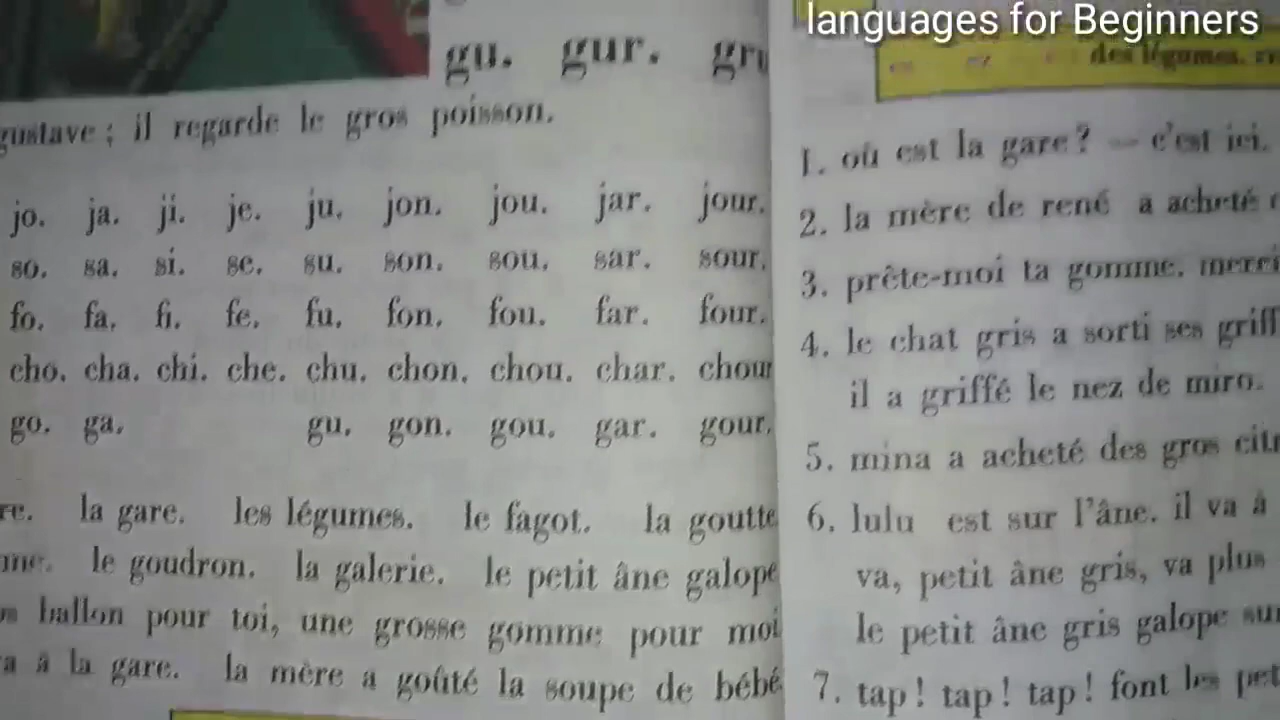 languages for Beginners
gu. gur.
gustave ; il regarde le gros poisson.
jo. ja. ji. je. ju. jon. jou. jar. jour.
so. sa. si. se. su. son. sou. sar. sour.
fo. fa. fi. fe. fu. fon. fou. far. four.
cho. cha. chi. che. chu. chon. chou. char. chour
go. ga. gu. gon. gou. gar. gour.
la gare. les légumes. le fagot. la goutte
le goudron. la galerie. le petit âne galope
ballon pour toi, une grosse gomme pour moi
à la gare. la mère a goûté la soupe de bébé
des légumes.
1. où est la gare ? — c'est ici.
2. la mère de rené a acheté
3. prête-moi ta gomme. merci
4. le chat gris a sorti ses griff
il a griffé le nez de miro.
5. mina a acheté des gros citr
6. lulu est sur l'âne. il va à
va, petit âne gris, va plus
le petit âne gris galope sur
7. tap ! tap ! tap ! font les pet